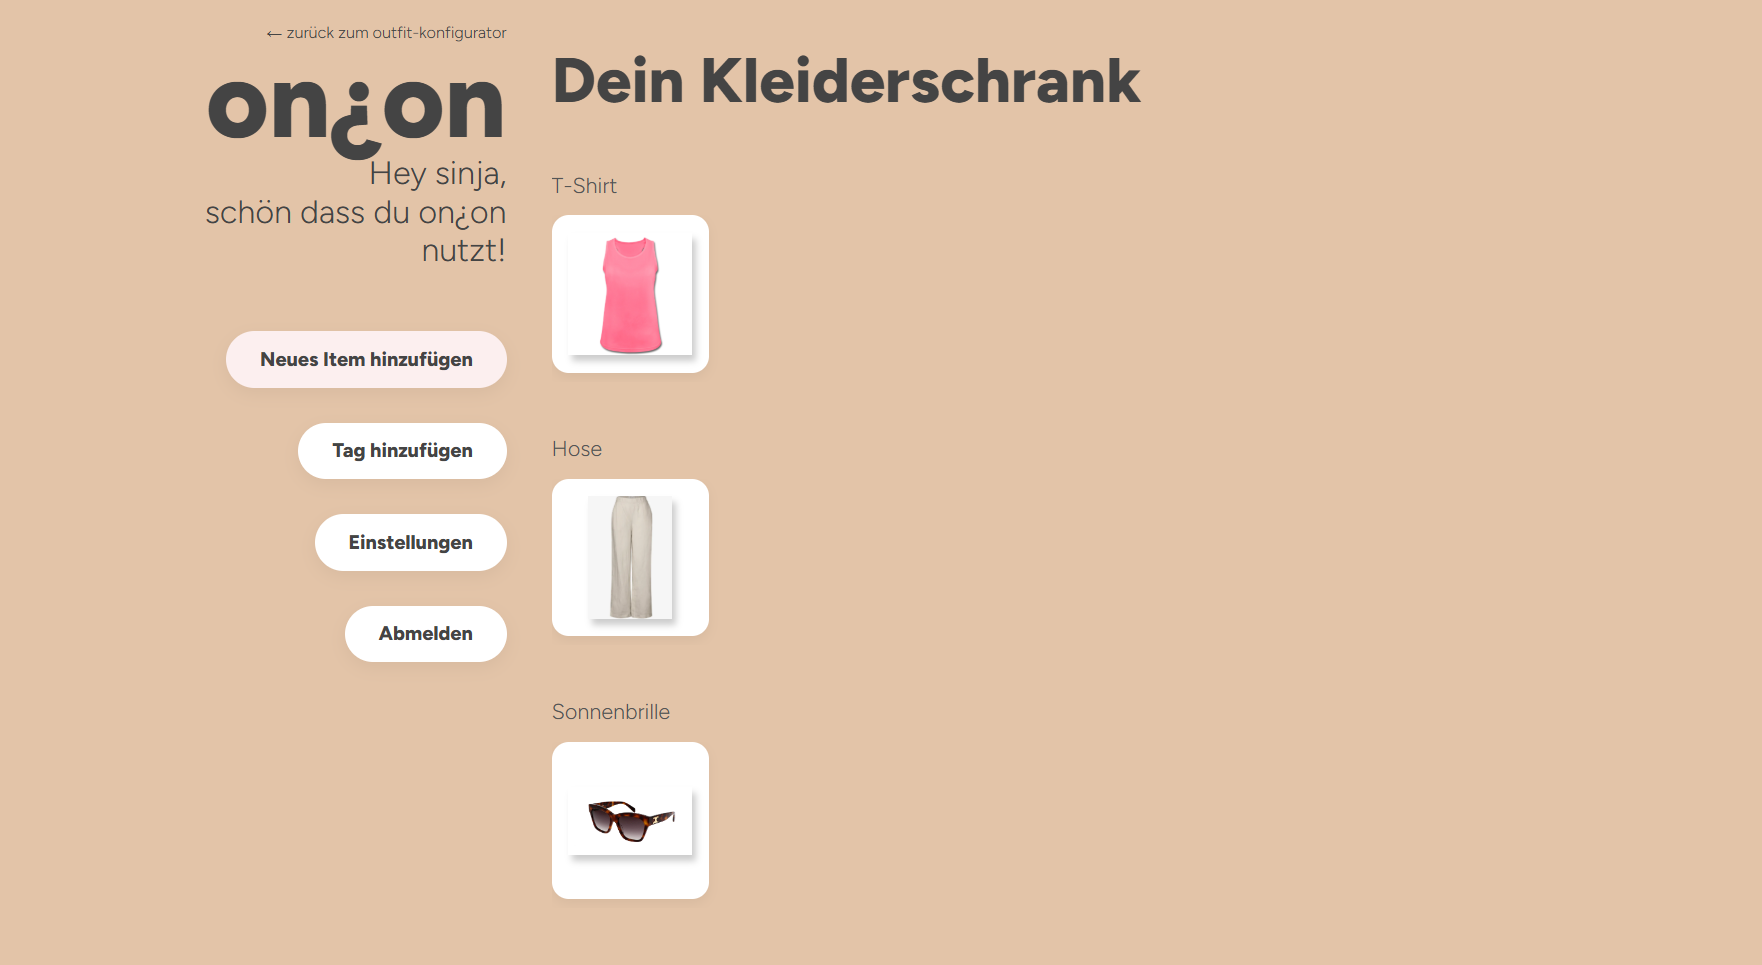 ← zurück zum outfit-konfigurator
on¿on
Hey sinja,
schön dass du on¿on
nutzt!
Neues Item hinzufügen
Tag hinzufügen
Einstellungen
Abmelden
Dein Kleiderschrank
T-Shirt
Hose
Sonnenbrille